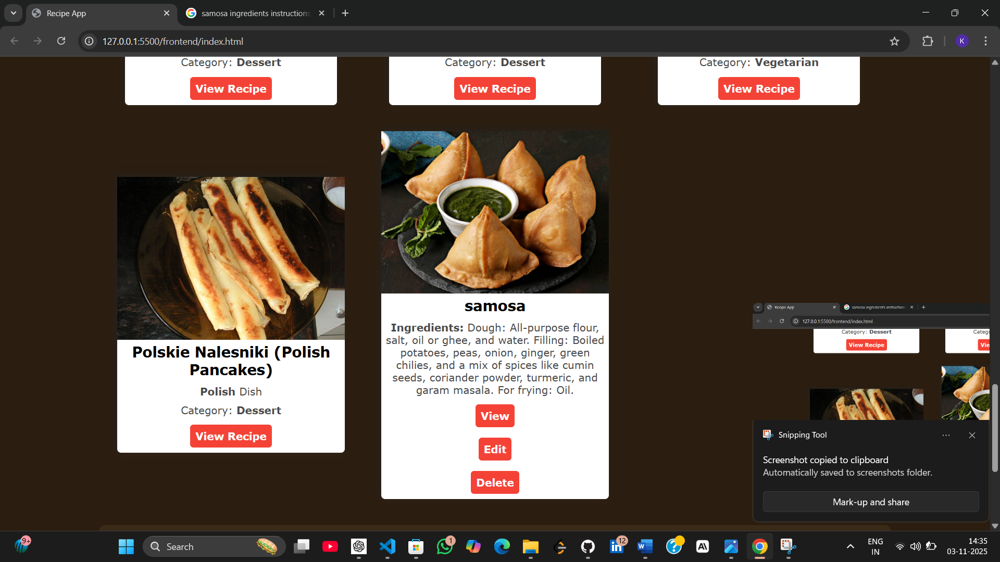 Recipe App
samosa ingredients instructions
127.0.0.1:5500/frontend/index.html
K
Category: Dessert
View Recipe
Category: Dessert
View Recipe
Category: Vegetarian
View Recipe
Polskie Nalesniki (Polish
Pancakes)
Polish Dish
Category: Dessert
View Recipe
samosa
Ingredients: Dough: All-purpose flour,
salt, oil or ghee, and water. Filling: Boiled
potatoes, peas, onion, ginger, green
chilies, and a mix of spices like cumin
seeds, coriander powder, turmeric, and
garam masala. For frying: Oil.
View
Edit
Delete
Recipe App
samosa ingredients instruction
127.0.0.1:5500/frontend/index.html
Category: Dessert
View Recipe
Categ
Vie
Snipping Tool
Screenshot copied to clipboard
Automatically saved to screenshots folder.
Mark-up and share
9+
Search
1
12
W
ENG
IN
14:35
03-11-2025